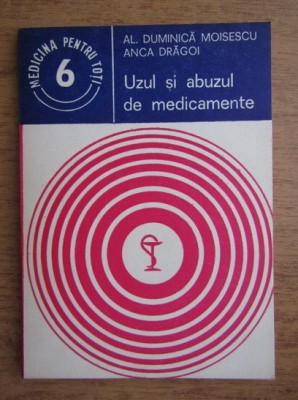 MEDICINA PENTRU TOȚI
6
AL. DUMINICĂ MOISESCU
ANCA DRĂGOI
Uzul și abuzul
de medicamente